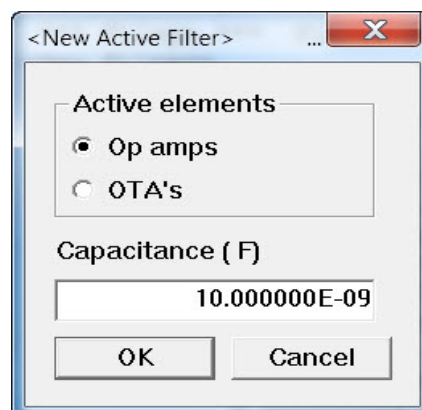 <New Active Filter> ...
Active elements
Op amps
OTA's
Capacitance ( F)
10.000000E-09
OK Cancel